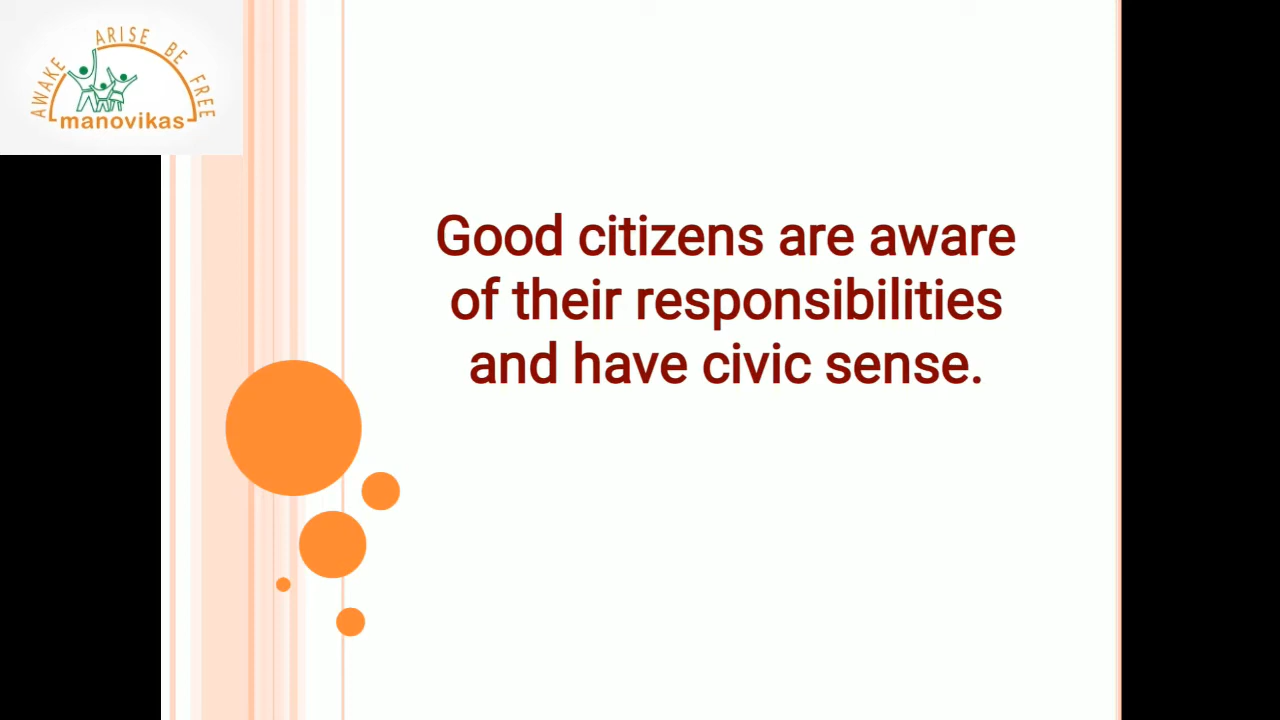 AWAKE ARISE BE FREE
manovikas
Good citizens are aware
of their responsibilities
and have civic sense.